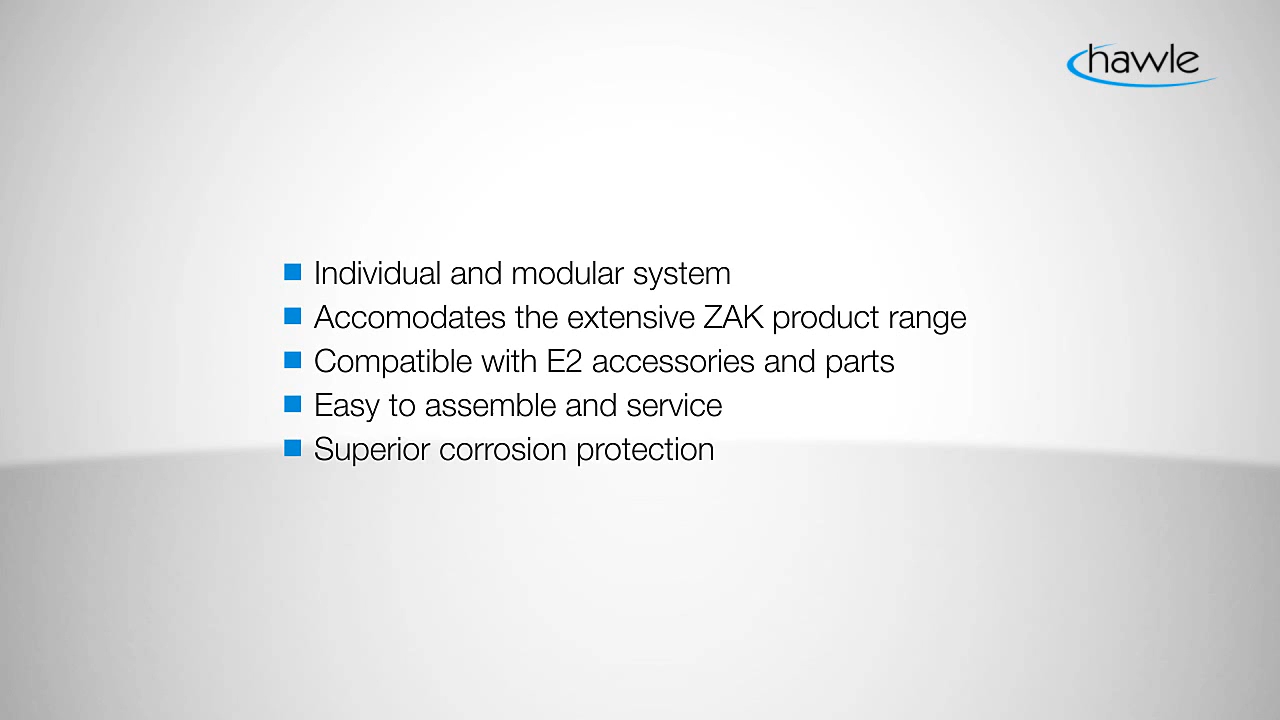 hawle
Individual and modular system
Accomodates the extensive ZAK product range
Compatible with E2 accessories and parts
Easy to assemble and service
Superior corrosion protection